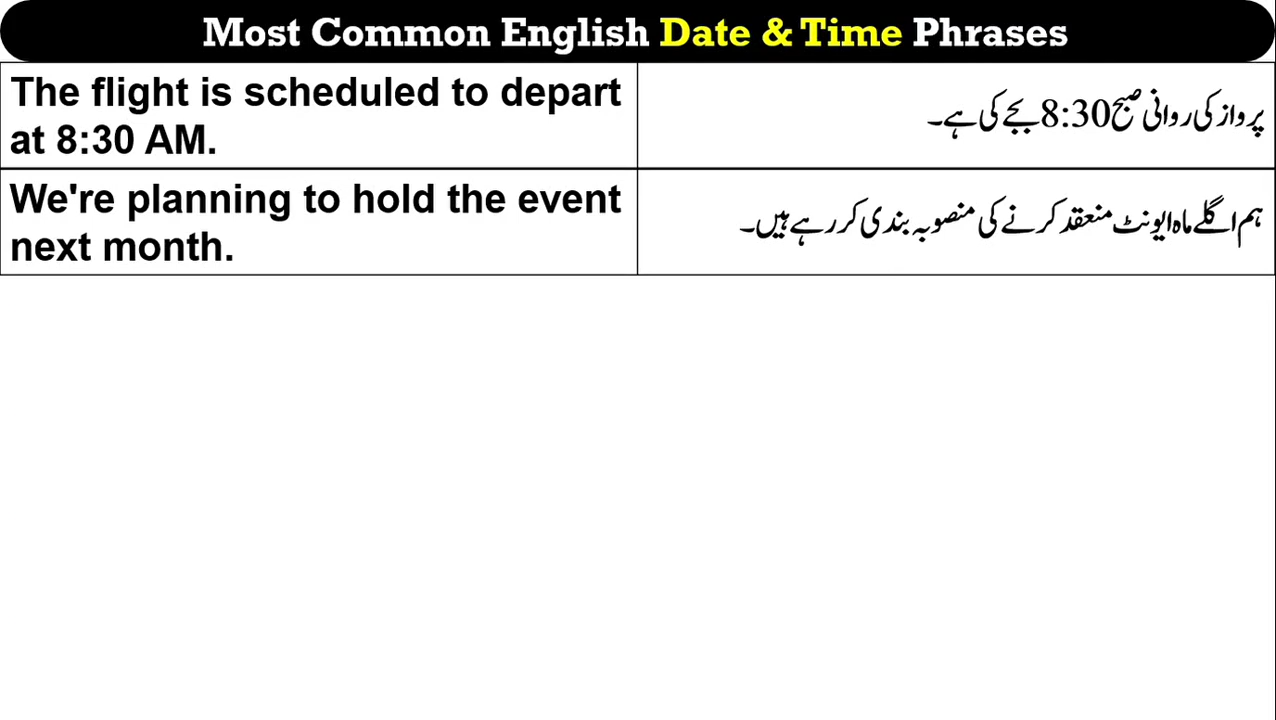 Most Common English Date & Time Phrases
The flight is scheduled to depart
at 8:30 AM.
پرواز کی روانی صبح 8:30 بجے کی ہے۔
We're planning to hold the event
next month.
ہم اگلے ماہ ایونٹ منعقد کرنے کی منصوبہ بندی کر رہے ہیں۔